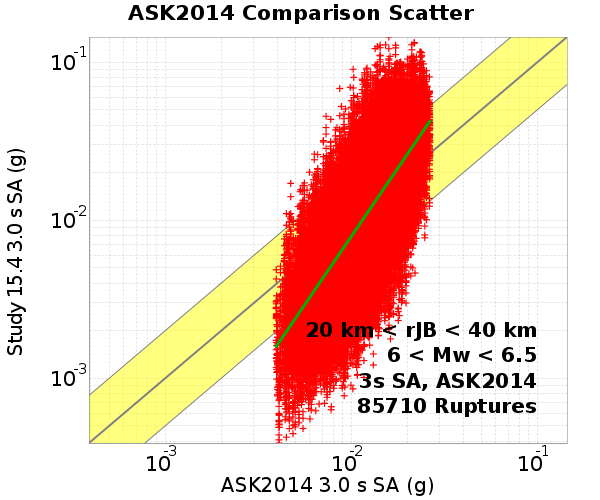 ASK2014 Comparison Scatter
Study 15.4 3.0 s SA (g)
10-1
10-2
10-3
20 km < rJB < 40 km
6 < Mw < 6.5
3s SA, ASK2014
85710 Ruptures
10-3 10-2 10-1
ASK2014 3.0 s SA (g)